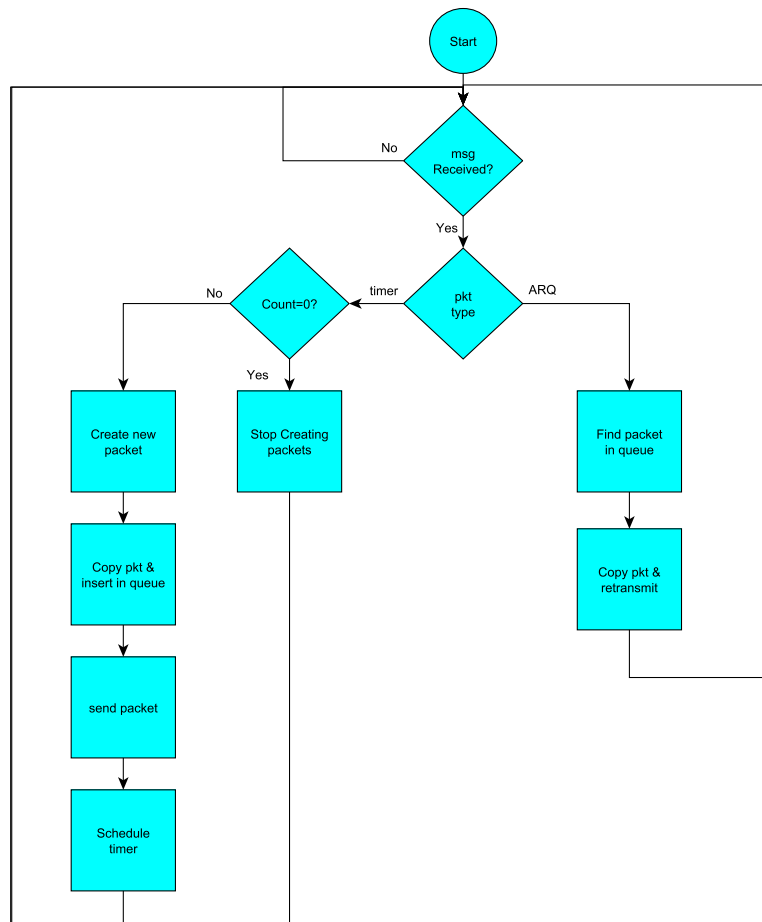 Start
No
msg
Received?
Yes
No
Count=0?
timer
pkt
type
ARQ
Yes
Create new
packet
Stop Creating
packets
Find packet
in queue
Copy pkt &
insert in queue
Copy pkt &
retransmit
send packet
Schedule
timer